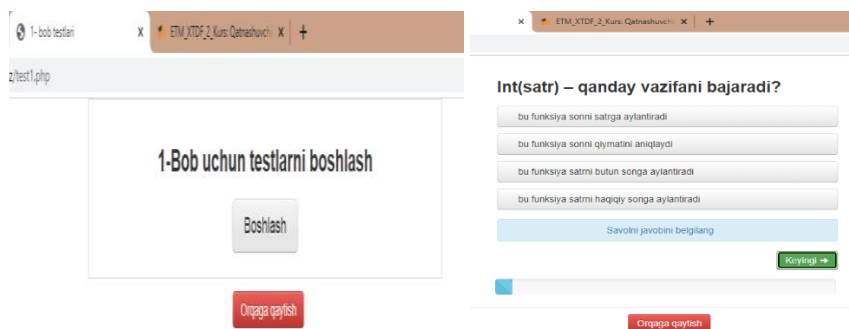 1- bob testlari
ETM_XTDF_2_Kurs: Qatnashuvchi
z/test1.php
1-Bob uchun testlarni boshlash
Boshlash
Orqaga qaytish
ETM_XTDF_2_Kurs: Qatnashuvchi
Int(satr) – qanday vazifani bajaradi?
bu funksiya sonni satrga aylantiradi
bu funksiya sonni qiymatini aniqlaydi
bu funksiya satrni butun songa aylantiradi
bu funksiya satrni haqiqiy songa aylantiradi
Savolni javobini belgilang
Keyingi →
Orqaga qaytish